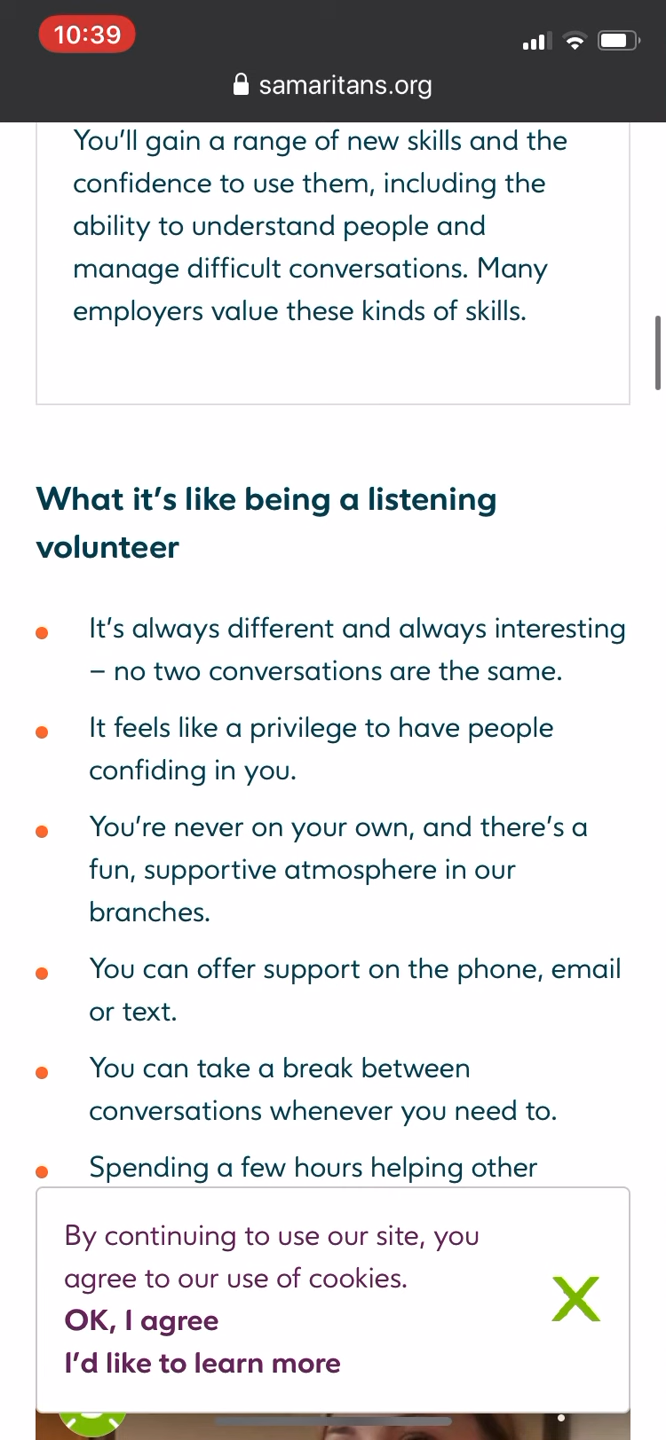 10:39
samaritans.org
You’ll gain a range of new skills and the
confidence to use them, including the
ability to understand people and
manage difficult conversations. Many
employers value these kinds of skills.
What it’s like being a listening
volunteer
It’s always different and always interesting
– no two conversations are the same.
It feels like a privilege to have people
confiding in you.
You’re never on your own, and there’s a
fun, supportive atmosphere in our
branches.
You can offer support on the phone, email
or text.
You can take a break between
conversations whenever you need to.
Spending a few hours helping other
By continuing to use our site, you
agree to our use of cookies.
OK, I agree
I’d like to learn more